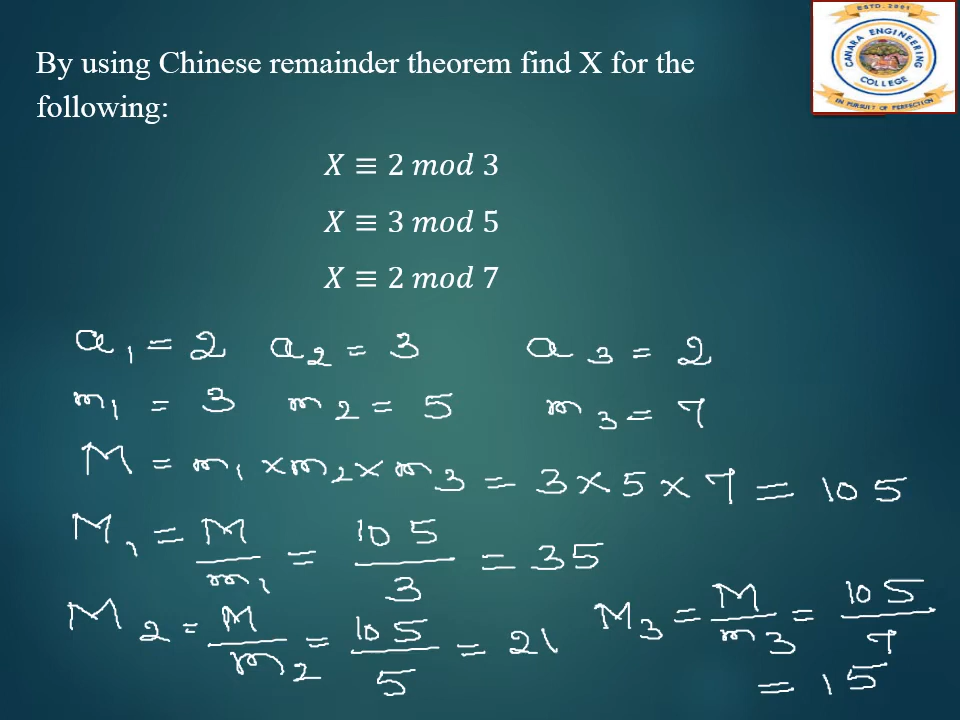 ESTD. 2001
CANARA ENGINEERING
COLLEGE
IN PURSUIT OF PERFECTION
By using Chinese remainder theorem find X for the
following:
X ≡ 2 mod 3
X ≡ 3 mod 5
X ≡ 2 mod 7
a₁ = 2 a₂ = 3 a₃ = 2
m₁ = 3 m₂ = 5 m₃ = 7
M = m₁ × m₂ × m₃ = 3 × 5 × 7 = 105
M₁ = M/m₁ = 105/3 = 35
M₂ = M/m₂ = 105/5 = 21 M₃ = M/m₃ = 105/7
= 15